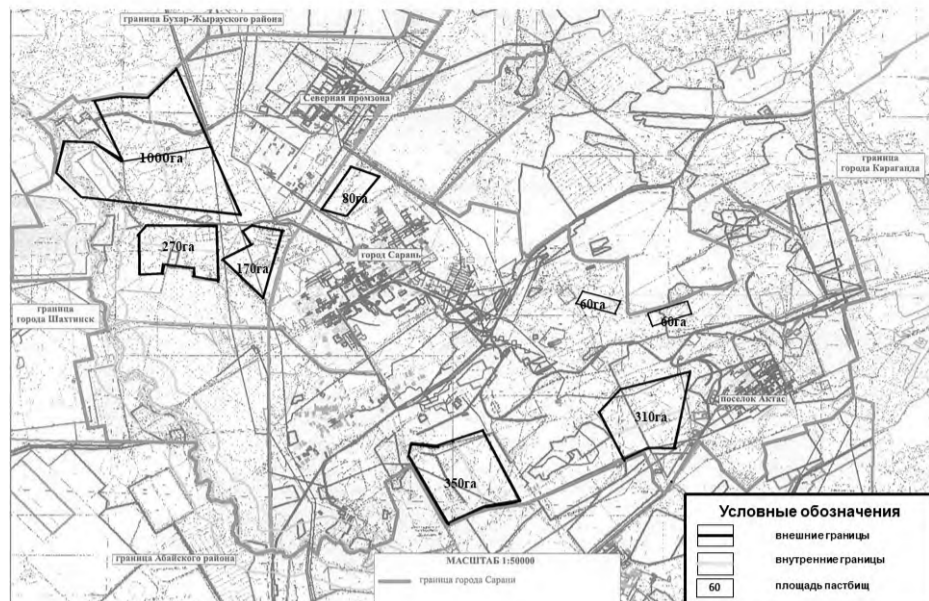 граница Бухар-Жырауского района
Северная промзона
1000га
граница
города Караганда
80га
270га
170га
город Сарань
60га
60га
граница
города Шахтинск
310га
поселок Актас
350га
граница Абайского района
МАСШТАБ 1:50000
граница города Сарани
Условные обозначения
внешние границы
внутренние границы
60
площадь пастбищ